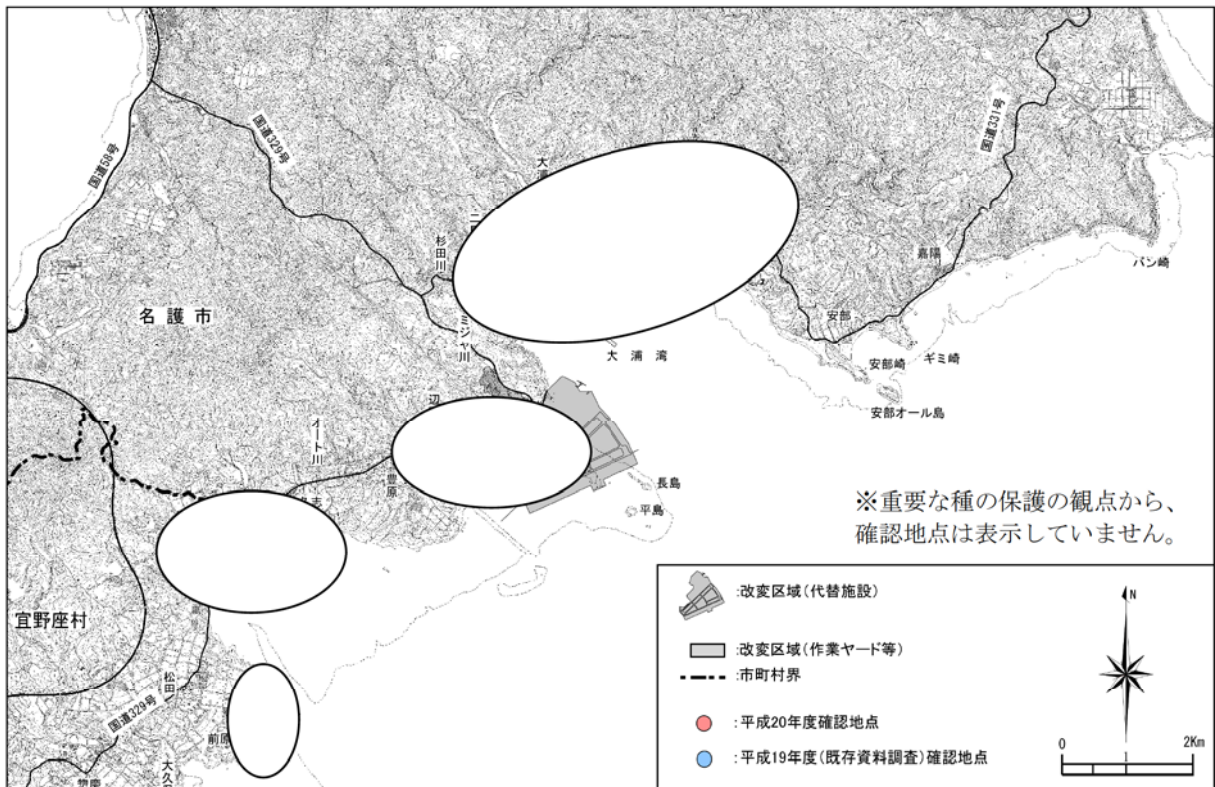 国道58号
国道329号
国道331号
大浦
二
杉田川
嘉陽
バン崎
名護市
ミジャ川
安部
大浦湾
安部崎
ギミ崎
安部オール島
辺
オート川
豊原
長島
平島
久志
※重要な種の保護の観点から、
確認地点は表示していません。
宜野座村
松田
国道329号
前原
惣慶
大久
:改変区域(代替施設)
:改変区域(作業ヤード等)
:市町村界
:平成20年度確認地点
:平成19年度(既存資料調査)確認地点
N
0
1
2Km